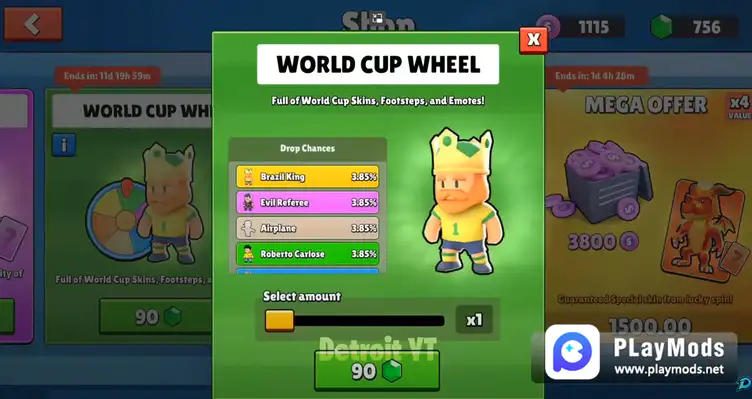 Shop
1115
756
X
Ends in: 11d 19h 59m
WORLD CUP WHE
i
Full of World Cup Skins, Footsteps,
90
ity of
WORLD CUP WHEEL
Full of World Cup Skins, Footsteps, and Emotes!
Drop Chances
Brazil King 3.85%
Evil Referee 3.85%
Airplane 3.85%
Roberto Carlose 3.85%
Select amount
x1
Detroit YT
90
Ends in: 1d 4h 28m
MEGA OFFER
x4
VALUE
3800
Guaranteed Special skin from lucky spin!
1500.00
PLayMods
www.playmods.net